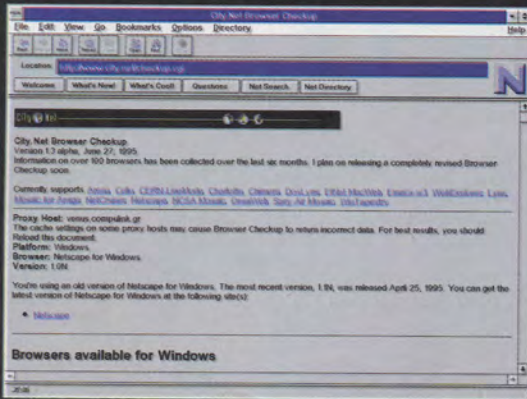 City.Net Browser Checkup
File Edit View Go Bookmarks Options Directory Help
Location: http://www.city.net/checkup.cgi
Welcome What's New! What's Cool! Questions Net Search Net Directory
City Net
N
City.Net Browser Checkup
Version 1.3 alpha, June 27, 1995
Information on over 100 browsers has been collected over the last six months. I plan on releasing a completely revised Browser
Checkup soon.
Currently supports Amaya, Cello, CERN LineMode, Charlotte, Chimera, DosLynx, EINet MacWeb, Emacs w3, WebExplorer, Lynx,
Mosaic for Amiga, NetCruiser, Netscape, NCSA Mosaic, OmniWeb, Spry Air Mosaic, WinTapestry
Proxy Host: venus.compulink.gr
The cache settings on some proxy hosts may cause Browser Checkup to return incorrect data. For best results, you should
Reload this document.
Platform: Windows
Browser: Netscape for Windows
Version: 1.0N
You're using an old version of Netscape for Windows. The most recent version, 1.1N, was released April 25, 1995. You can get the
latest version of Netscape for Windows at the following site(s):
Netscape
Browsers available for Windows